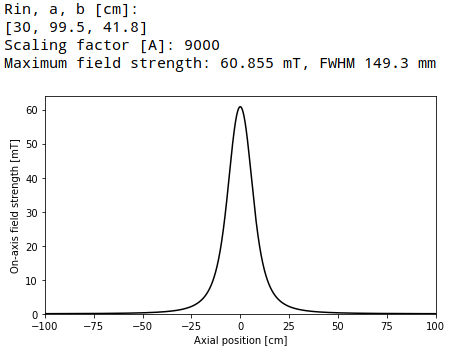 Rin, a, b [cm]:
[30, 99.5, 41.8]
Scaling factor [A]: 9000
Maximum field strength: 60.855 mT, FWHM 149.3 mm
60
50
40
30
20
10
0
On-axis field strength [mT]
−100 −75 −50 −25 0 25 50 75 100
Axial position [cm]